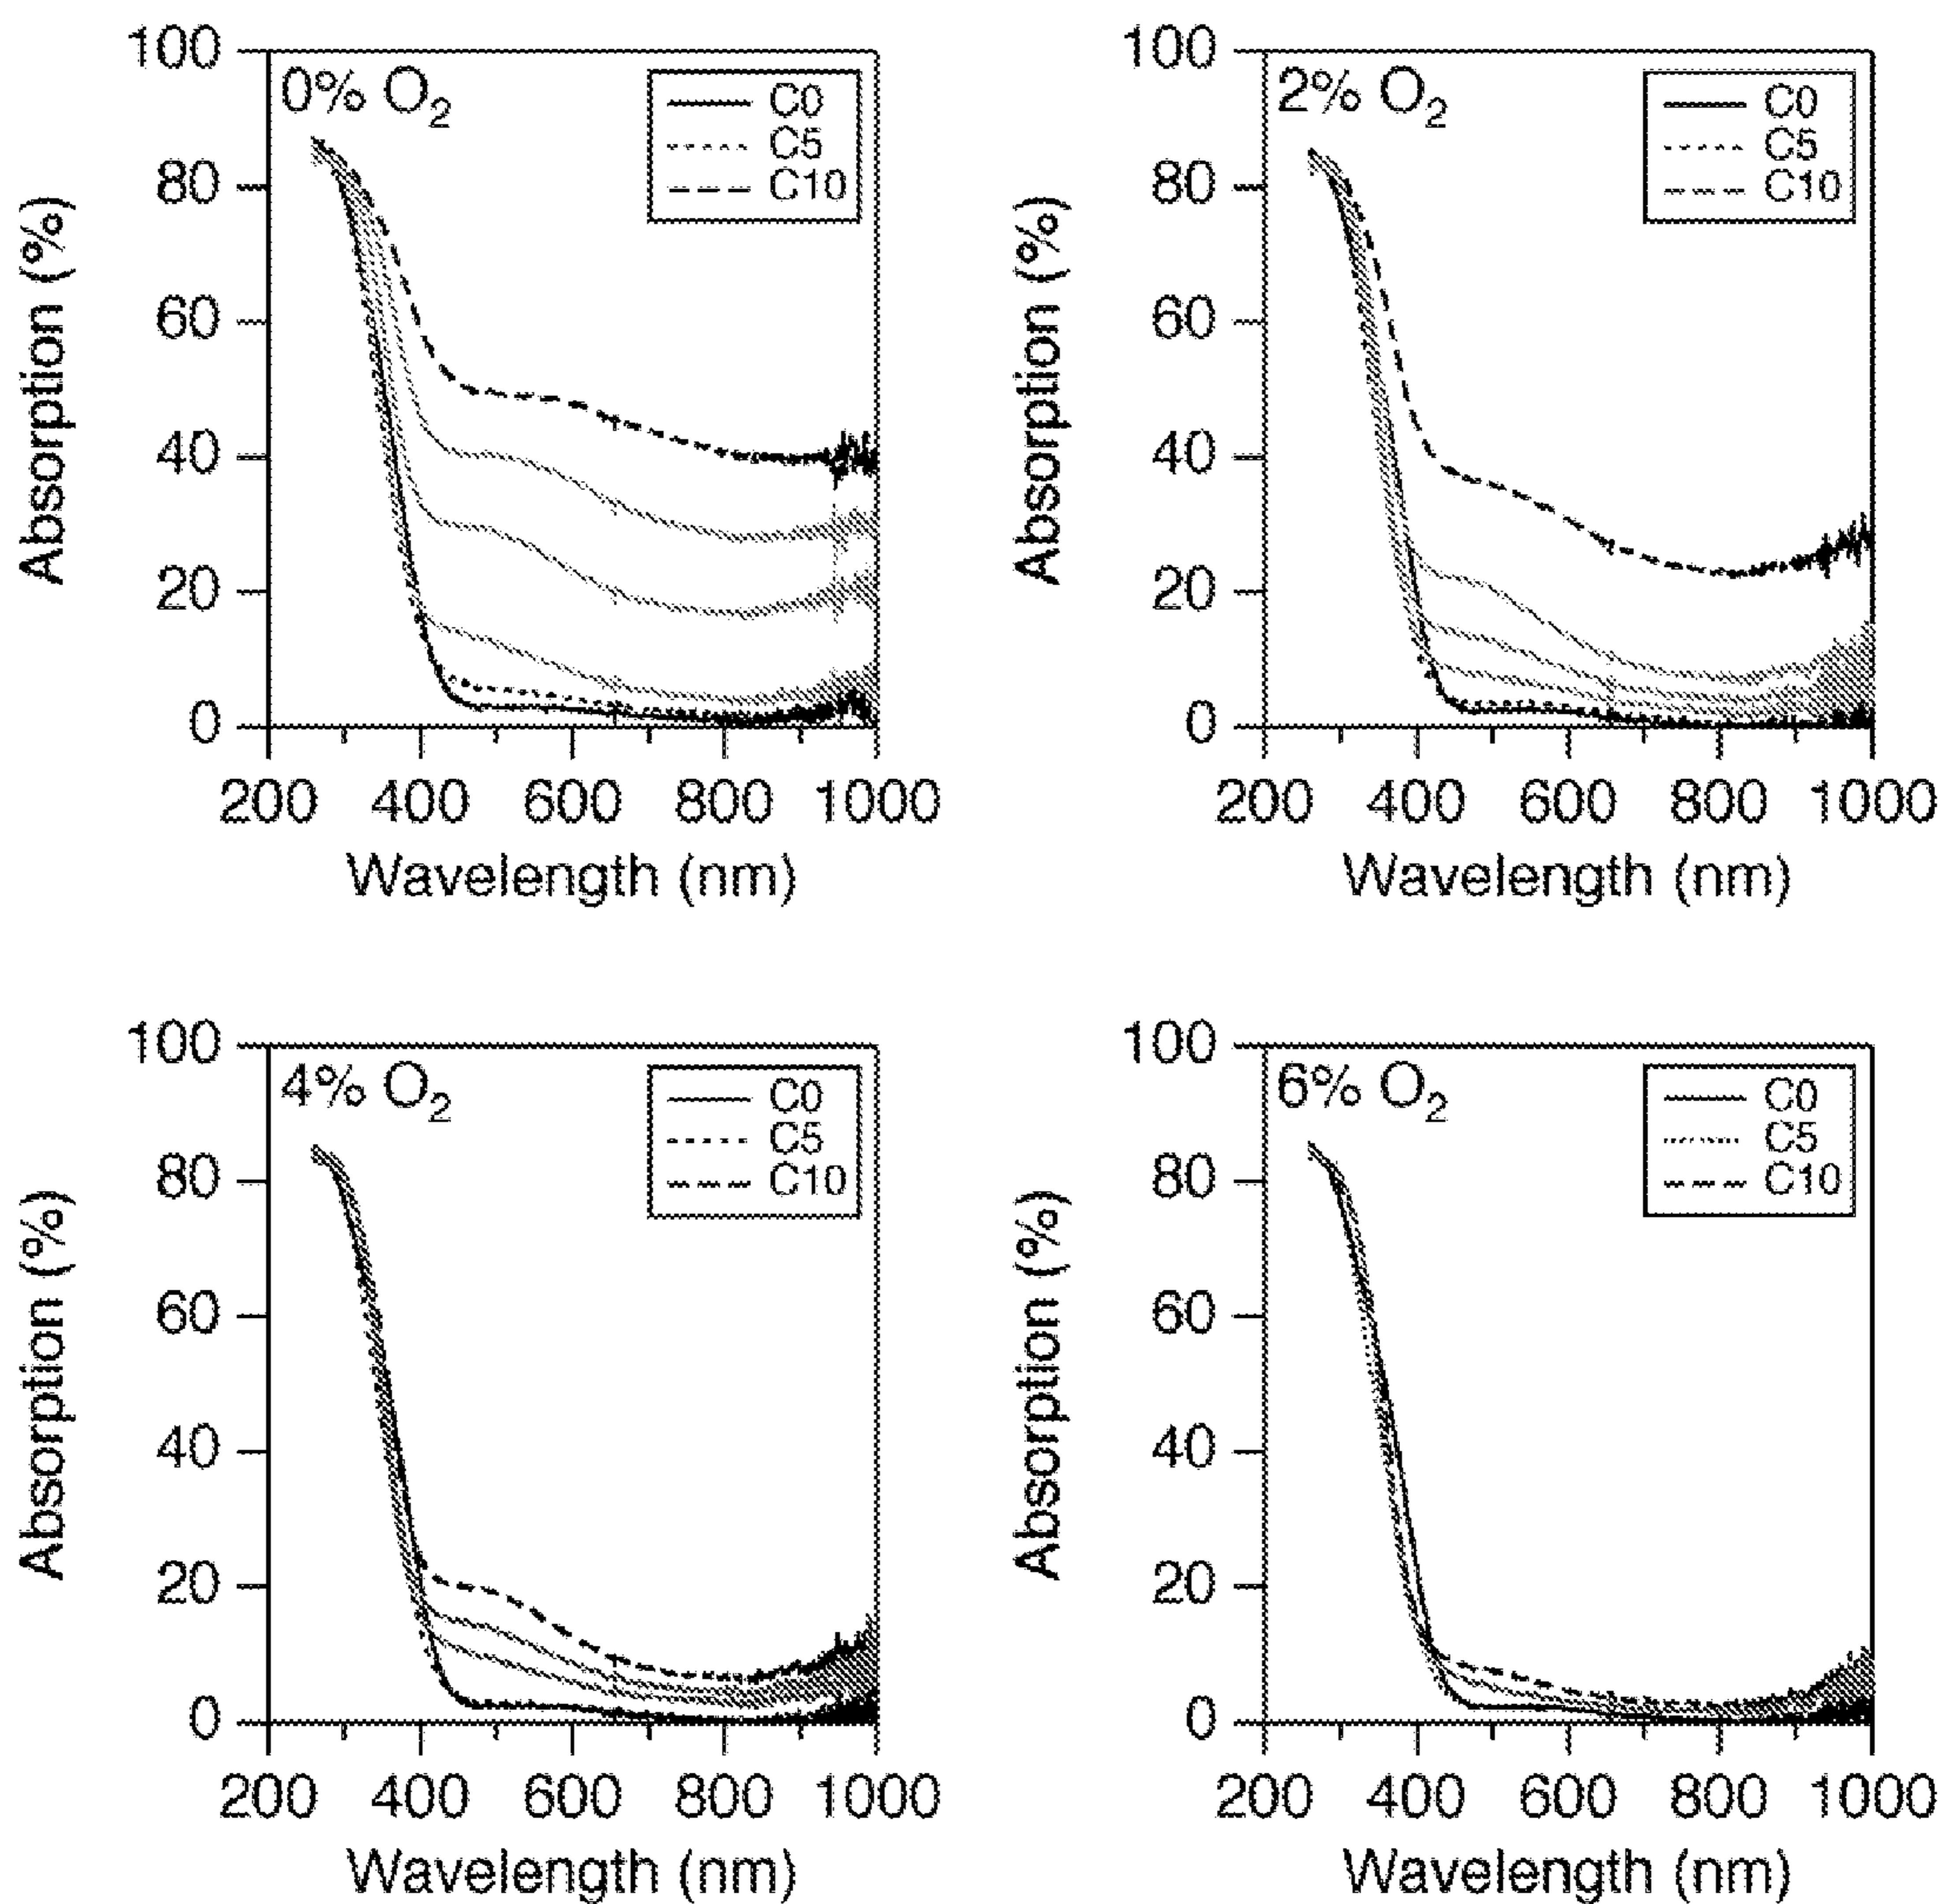 100
80
60
40
20
0
Absorption (%)
0% O₂
C0
C5
C10
200 400 600 800 1000
Wavelength (nm)
100
80
60
40
20
0
Absorption (%)
2% O₂
C0
C5
C10
200 400 600 800 1000
Wavelength (nm)
100
80
60
40
20
0
Absorption (%)
4% O₂
C0
C5
C10
200 400 600 800 1000
Wavelength (nm)
100
80
60
40
20
0
Absorption (%)
6% O₂
C0
C5
C10
200 400 600 800 1000
Wavelength (nm)